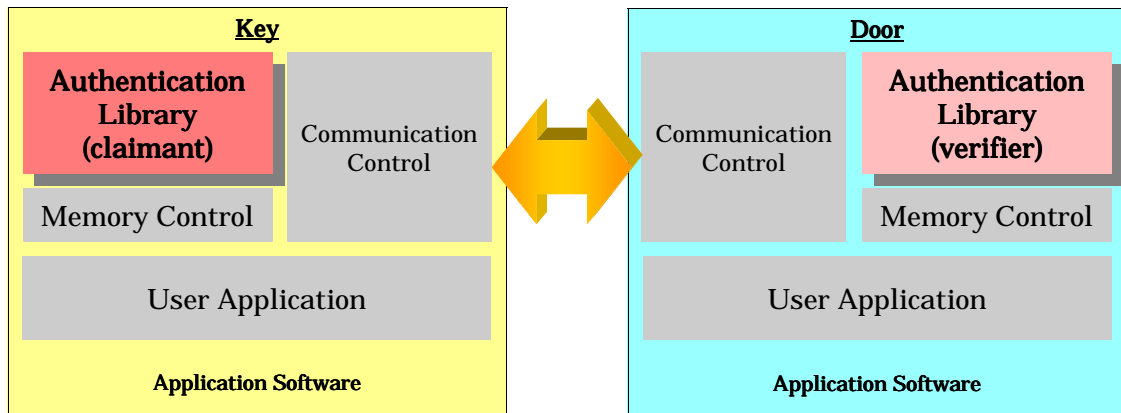 Key
Authentication
Library
(claimant)
Communication
Control
Memory Control
User Application
Application Software
Door
Communication
Control
Authentication
Library
(verifier)
Memory Control
User Application
Application Software